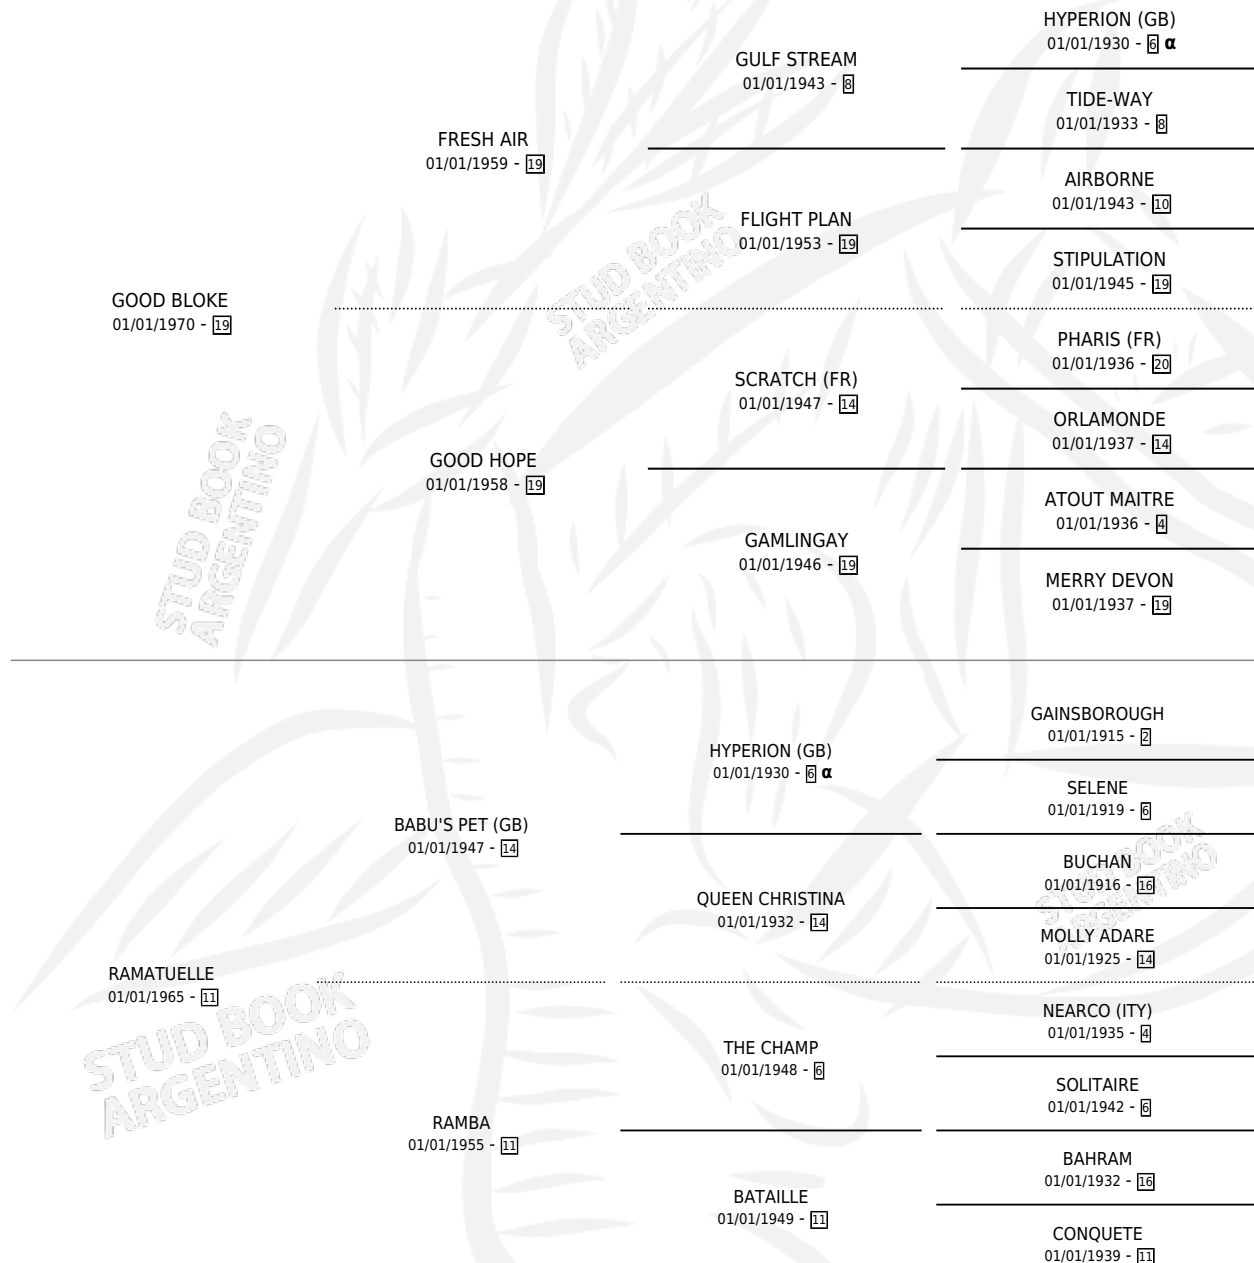 HYPERION (GB)
01/01/1930 - 6 α
GULF STREAM
01/01/1943 - 8
TIDE-WAY
01/01/1933 - 8
FRESH AIR
01/01/1959 - 19
AIRBORNE
01/01/1943 - 10
FLIGHT PLAN
01/01/1953 - 19
STIPULATION
01/01/1945 - 19
GOOD BLOKE
01/01/1970 - 19
PHARIS (FR)
01/01/1936 - 20
SCRATCH (FR)
01/01/1947 - 14
ORLAMONDE
01/01/1937 - 14
GOOD HOPE
01/01/1958 - 19
ATOUT MAITRE
01/01/1936 - 4
GAMLINGAY
01/01/1946 - 19
MERRY DEVON
01/01/1937 - 19
GAINSBOROUGH
01/01/1915 - 2
HYPERION (GB)
01/01/1930 - 6 α
SELENE
01/01/1919 - 6
BABU'S PET (GB)
01/01/1947 - 14
BUCHAN
01/01/1916 - 16
QUEEN CHRISTINA
01/01/1932 - 14
MOLLY ADARE
01/01/1925 - 14
RAMATUELLE
01/01/1965 - 11
NEARCO (ITY)
01/01/1935 - 4
THE CHAMP
01/01/1948 - 6
SOLITAIRE
01/01/1942 - 6
RAMBA
01/01/1955 - 11
BAHRAM
01/01/1932 - 16
BATAILLE
01/01/1949 - 11
CONQUETE
01/01/1939 - 11
STUD BOOK
ARGENTINO
STUD BOOK
ARGENTINO
STUD BOOK
ARGENTINO
STUD BOOK
ARGENTINO